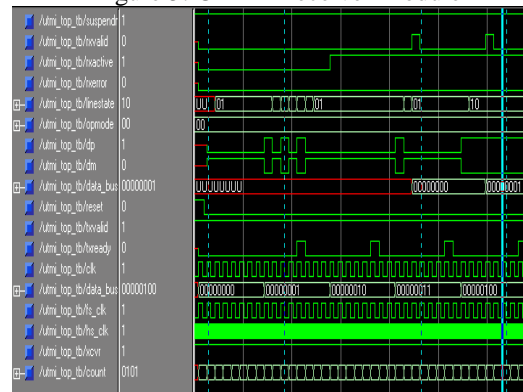 /utmi_top_tb/suspendn 1
/utmi_top_tb/rxvalid 0
/utmi_top_tb/rxactive 1
/utmi_top_tb/rxerror 0
/utmi_top_tb/linestate 10 UU 01 01 01 10
/utmi_top_tb/opmode 00 00
/utmi_top_tb/dp 1
/utmi_top_tb/dm 0
/utmi_top_tb/data_bus 00000001 UUUUUUUU 00000000 00000001
/utmi_top_tb/reset 0
/utmi_top_tb/txvalid 1
/utmi_top_tb/txready 0
/utmi_top_tb/clk 1
/utmi_top_tb/data_bus 00000100 00000000 00000001 00000010 00000011 00000100
/utmi_top_tb/fs_clk 1
/utmi_top_tb/hs_clk 1
/utmi_top_tb/xcvr 1
/utmi_top_tb/count 0101